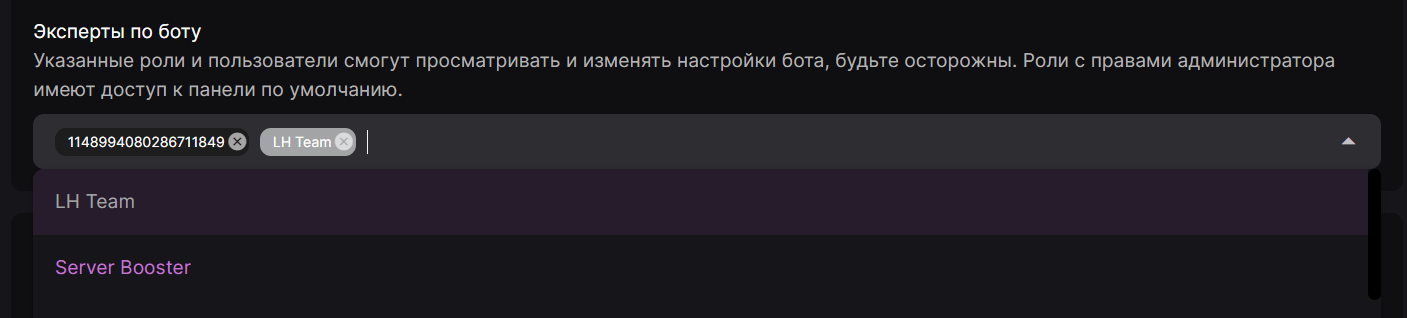 Эксперты по боту
Указанные роли и пользователи смогут просматривать и изменять настройки бота, будьте осторожны. Роли с правами администратора
имеют доступ к панели по умолчанию.
1148994080286711849 LH Team
LH Team
Server Booster